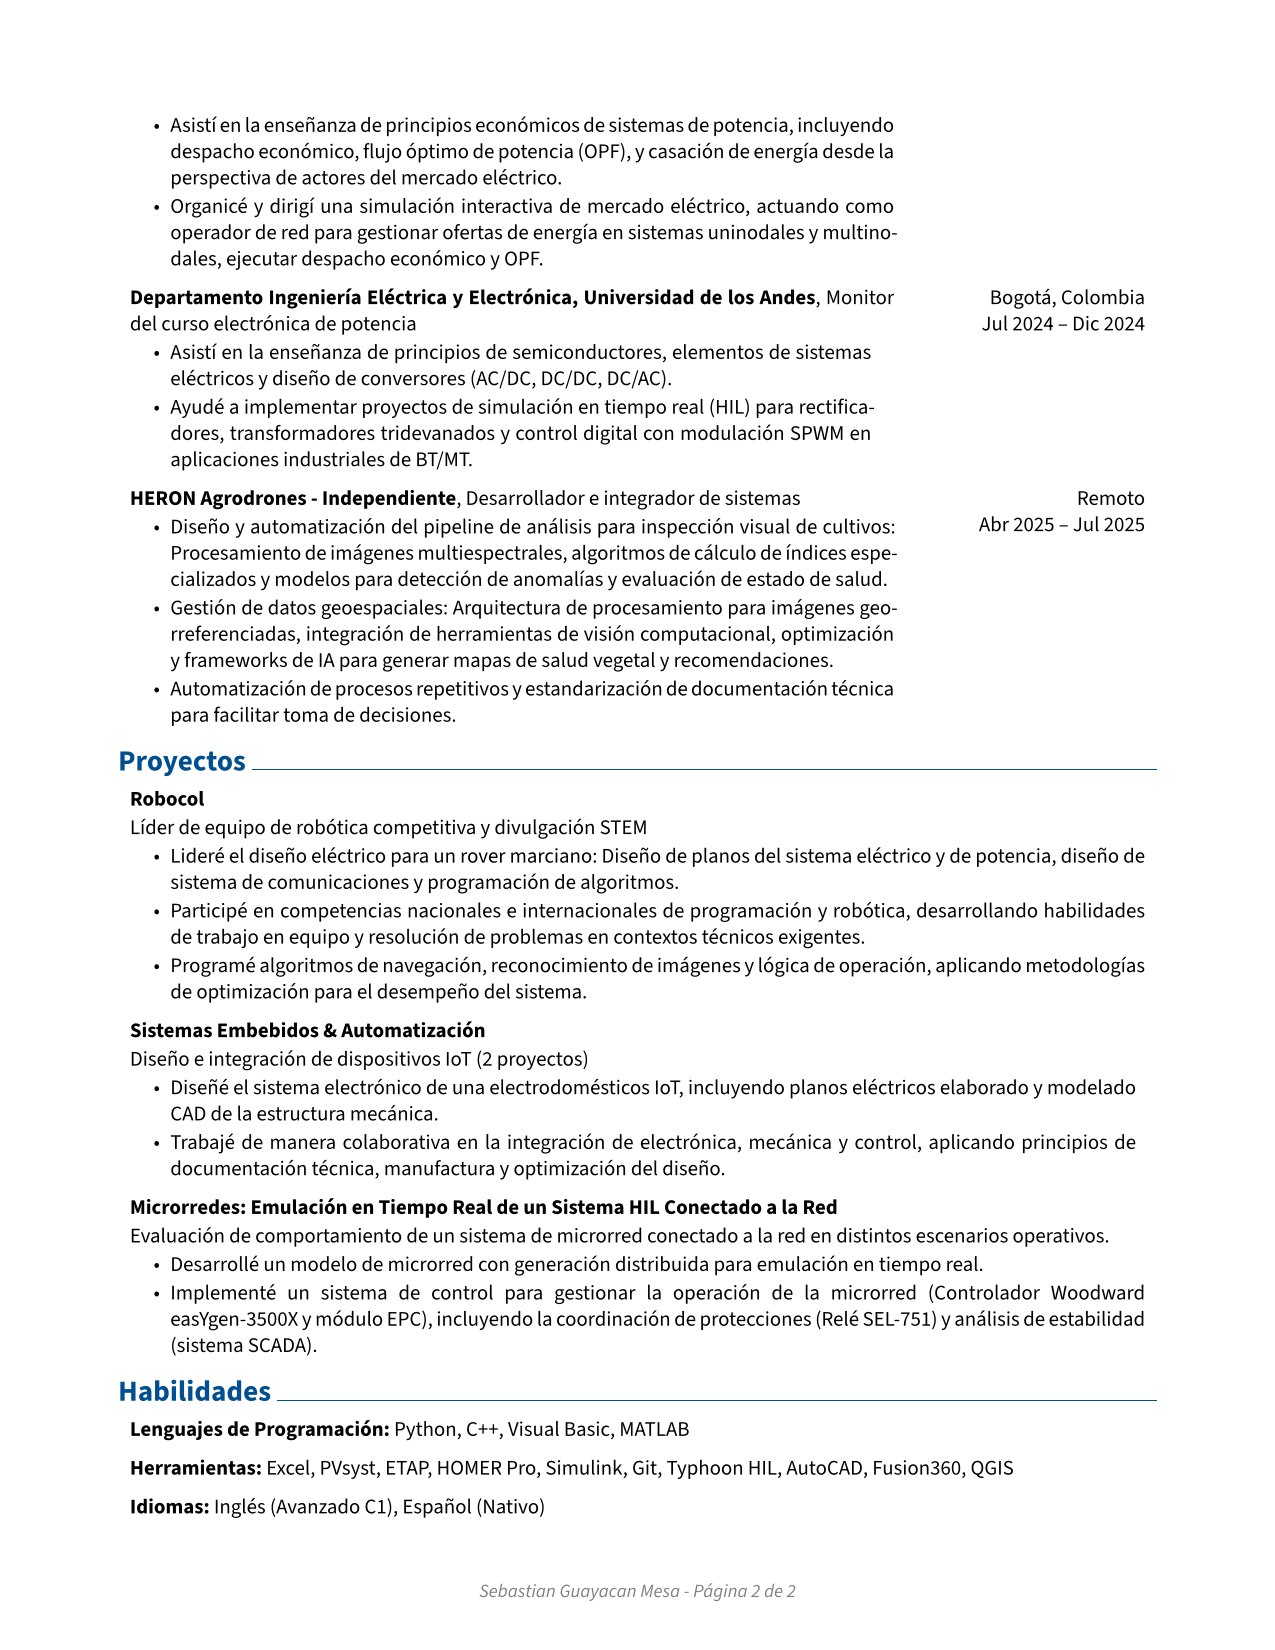 • Asistí en la enseñanza de principios económicos de sistemas de potencia, incluyendo
despacho económico, flujo óptimo de potencia (OPF), y casación de energía desde la
perspectiva de actores del mercado eléctrico.
• Organicé y dirigí una simulación interactiva de mercado eléctrico, actuando como
operador de red para gestionar ofertas de energía en sistemas uninodales y multino-
dales, ejecutar despacho económico y OPF.
Departamento Ingeniería Eléctrica y Electrónica, Universidad de los Andes, Monitor
del curso electrónica de potencia
Bogotá, Colombia
Jul 2024 – Dic 2024
• Asistí en la enseñanza de principios de semiconductores, elementos de sistemas
eléctricos y diseño de conversores (AC/DC, DC/DC, DC/AC).
• Ayudé a implementar proyectos de simulación en tiempo real (HIL) para rectifica-
dores, transformadores tridevanados y control digital con modulación SPWM en
aplicaciones industriales de BT/MT.
HERON Agrodrones - Independiente, Desarrollador e integrador de sistemas
Remoto
Abr 2025 – Jul 2025
• Diseño y automatización del pipeline de análisis para inspección visual de cultivos:
Procesamiento de imágenes multiespectrales, algoritmos de cálculo de índices espe-
cializados y modelos para detección de anomalías y evaluación de estado de salud.
• Gestión de datos geoespaciales: Arquitectura de procesamiento para imágenes geo-
rreferenciadas, integración de herramientas de visión computacional, optimización
y frameworks de IA para generar mapas de salud vegetal y recomendaciones.
• Automatización de procesos repetitivos y estandarización de documentación técnica
para facilitar toma de decisiones.
Proyectos
Robocol
Líder de equipo de robótica competitiva y divulgación STEM
• Lideré el diseño eléctrico para un rover marciano: Diseño de planos del sistema eléctrico y de potencia, diseño de
sistema de comunicaciones y programación de algoritmos.
• Participé en competencias nacionales e internacionales de programación y robótica, desarrollando habilidades
de trabajo en equipo y resolución de problemas en contextos técnicos exigentes.
• Programé algoritmos de navegación, reconocimiento de imágenes y lógica de operación, aplicando metodologías
de optimización para el desempeño del sistema.
Sistemas Embebidos & Automatización
Diseño e integración de dispositivos IoT (2 proyectos)
• Diseñé el sistema electrónico de una electrodomésticos IoT, incluyendo planos eléctricos elaborado y modelado
CAD de la estructura mecánica.
• Trabajé de manera colaborativa en la integración de electrónica, mecánica y control, aplicando principios de
documentación técnica, manufactura y optimización del diseño.
Microrredes: Emulación en Tiempo Real de un Sistema HIL Conectado a la Red
Evaluación de comportamiento de un sistema de microrred conectado a la red en distintos escenarios operativos.
• Desarrollé un modelo de microrred con generación distribuida para emulación en tiempo real.
• Implementé un sistema de control para gestionar la operación de la microrred (Controlador Woodward
easYgen-3500X y módulo EPC), incluyendo la coordinación de protecciones (Relé SEL-751) y análisis de estabilidad
(sistema SCADA).
Habilidades
Lenguajes de Programación: Python, C++, Visual Basic, MATLAB
Herramientas: Excel, PVsyst, ETAP, HOMER Pro, Simulink, Git, Typhoon HIL, AutoCAD, Fusion360, QGIS
Idiomas: Inglés (Avanzado C1), Español (Nativo)
Sebastian Guayacan Mesa - Página 2 de 2